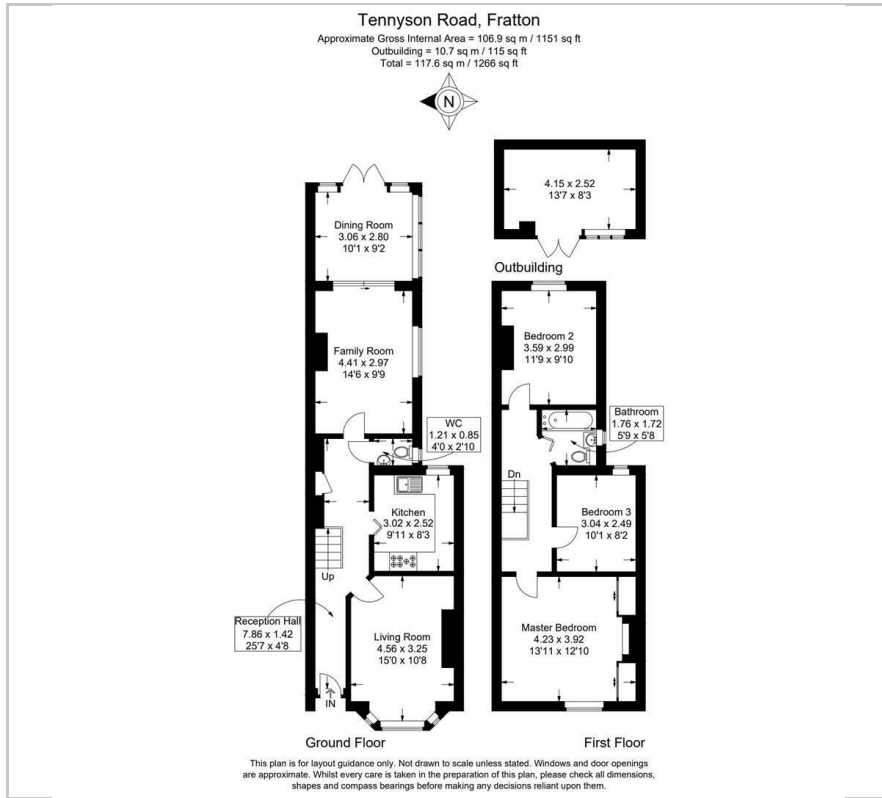 Tennyson Road, Fratton
Approximate Gross Internal Area = 106.9 sq m / 1151 sq ft
Outbuilding = 10.7 sq m / 115 sq ft
Total = 117.6 sq m / 1266 sq ft
N
4.15 x 2.52
13'7 x 8'3
Outbuilding
Dining Room
3.06 x 2.80
10'1 x 9'2
Family Room
4.41 x 2.97
14'6 x 9'9
WC
1.21 x 0.85
4'0 x 2'10
Kitchen
3.02 x 2.52
9'11 x 8'3
Up
Reception Hall
7.86 x 1.42
25'7 x 4'8
Living Room
4.56 x 3.25
15'0 x 10'8
IN
Ground Floor
Bedroom 2
3.59 x 2.99
11'9 x 9'10
Bathroom
1.76 x 1.72
5'9 x 5'8
Dn
Bedroom 3
3.04 x 2.49
10'1 x 8'2
Master Bedroom
4.23 x 3.92
13'11 x 12'10
First Floor
This plan is for layout guidance only. Not drawn to scale unless stated. Windows and door openings
are approximate. Whilst every care is taken in the preparation of this plan, please check all dimensions,
shapes and compass bearings before making any decisions reliant upon them.